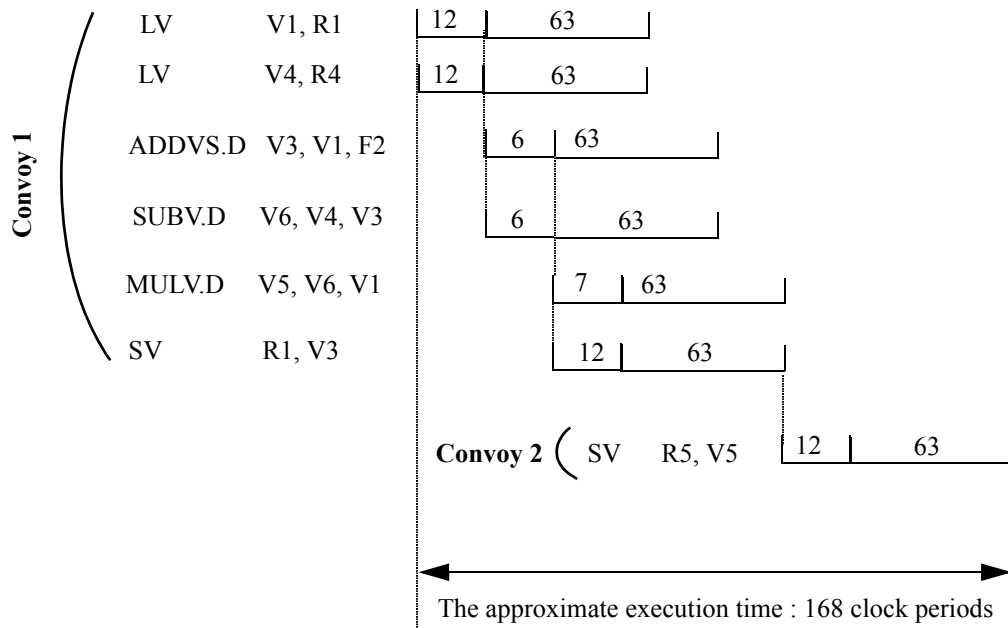 LV V1, R1 12 63
LV V4, R4 12 63
ADDVS.D V3, V1, F2 6 63
SUBV.D V6, V4, V3 6 63
Convoy 1
MULV.D V5, V6, V1 7 63
SV R1, V3 12 63
Convoy 2 SV R5, V5 12 63
The approximate execution time : 168 clock periods